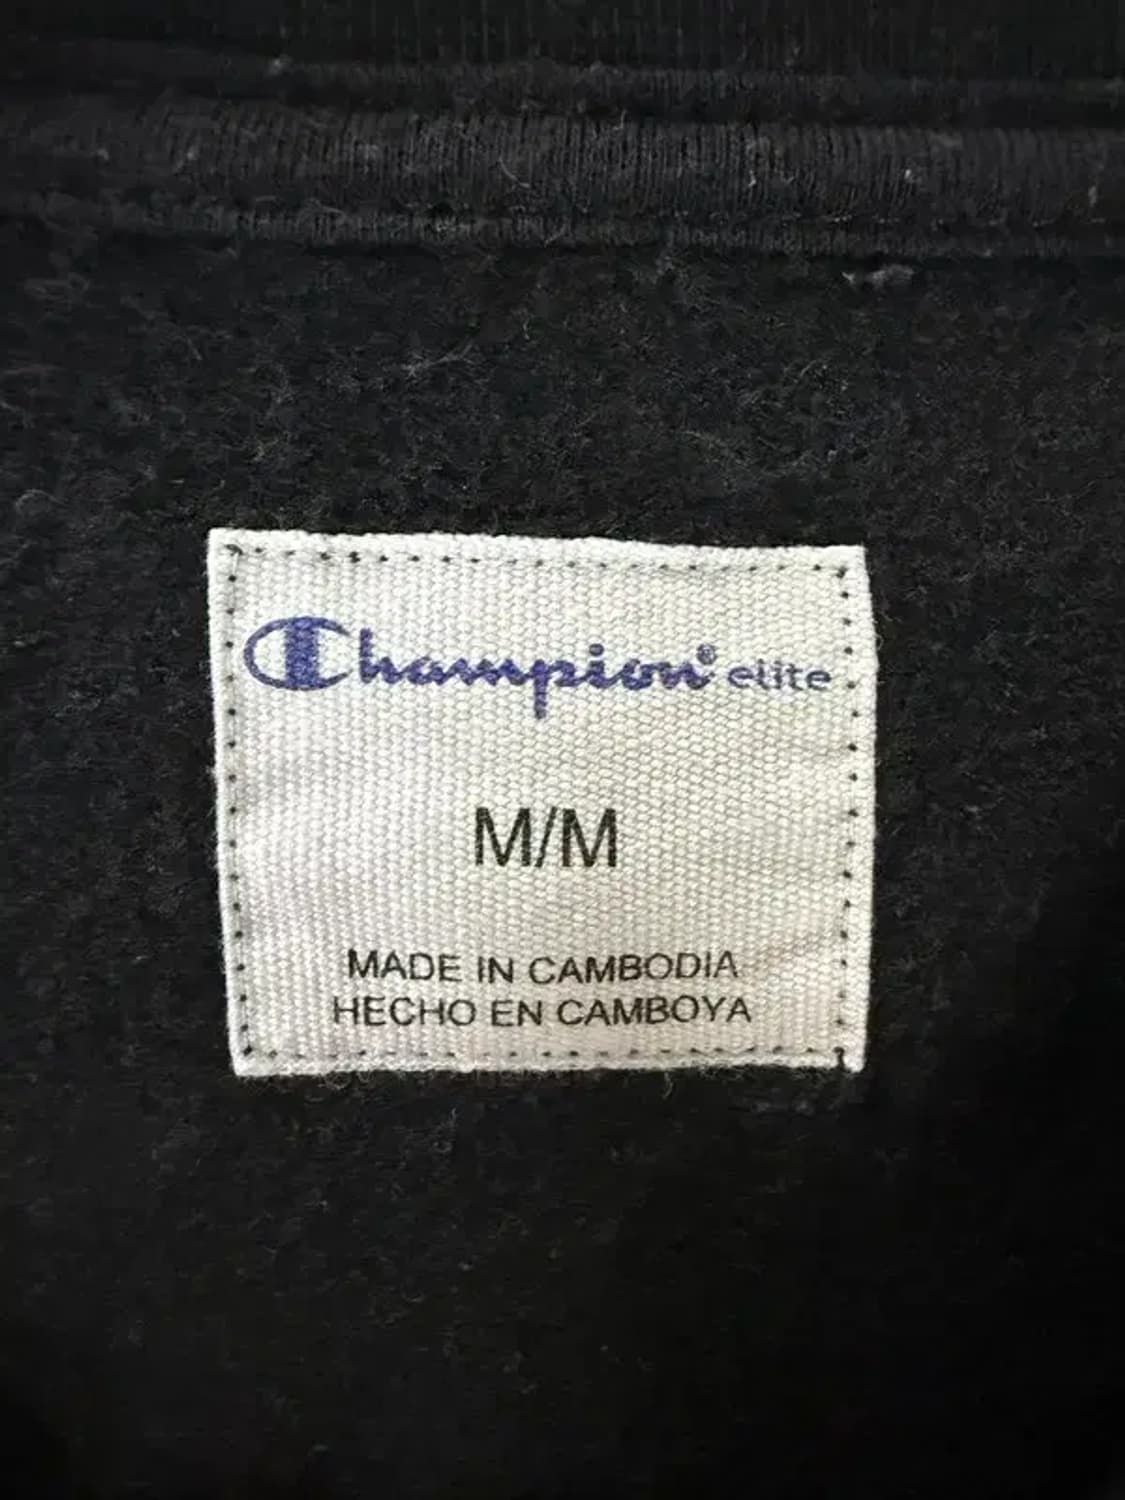 Champion® elite
M/M
MADE IN CAMBODIA
HECHO EN CAMBOYA